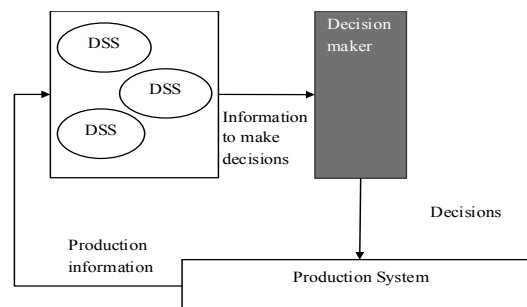 DSS
DSS
DSS
Information
to make
decisions
Decision
maker
Decisions
Production
information
Production System